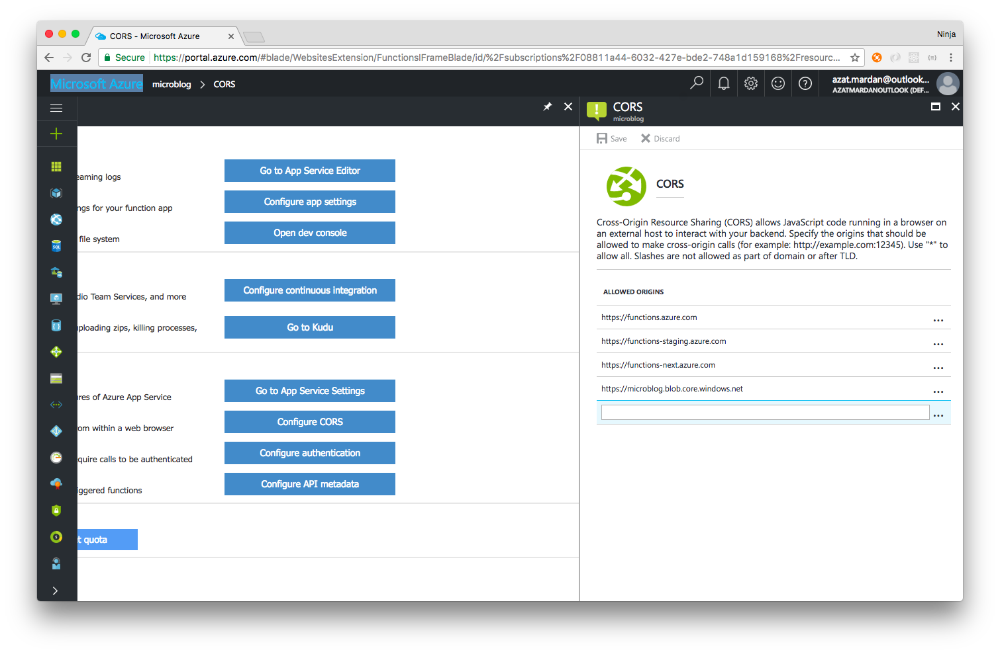 CORS - Microsoft Azure
Ninja
Secure https://portal.azure.com/#blade/WebsitesExtension/FunctionsIFrameBlade/id/%2Fsubscriptions%2F08811a44-6032-427e-bde2-748a1d159168%2Fresourc...
Microsoft Azure microblog > CORS
azat.mardan@outlook...
AZATMARDANOUTLOOK (DEF...
eaming logs
Go to App Service Editor
ngs for your function app
Configure app settings
file system
Open dev console
dio Team Services, and more
Configure continuous integration
uploading zips, killing processes,
Go to Kudu
ures of Azure App Service
Go to App Service Settings
om within a web browser
Configure CORS
quire calls to be authenticated
Configure authentication
iggered functions
Configure API metadata
t quota
CORS
microblog
Save Discard
CORS
Cross-Origin Resource Sharing (CORS) allows JavaScript code running in a browser on
an external host to interact with your backend. Specify the origins that should be
allowed to make cross-origin calls (for example: http://example.com:12345). Use "*" to
allow all. Slashes are not allowed as part of domain or after TLD.
ALLOWED ORIGINS
https://functions.azure.com ...
https://functions-staging.azure.com ...
https://functions-next.azure.com ...
https://microblog.blob.core.windows.net ...
...